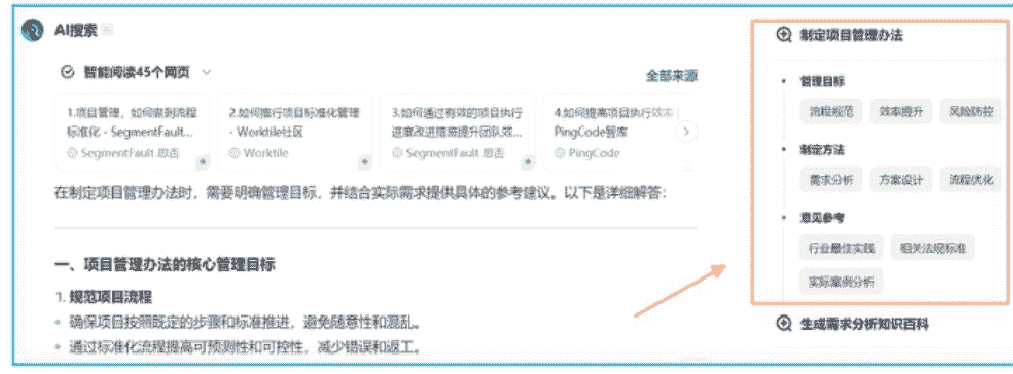 AI搜索
智能阅读45个网页
全部来源
1.项目管理，如何做到流程
标准化 - SegmentFault...
SegmentFault 思否
2.如何推行项目标准化管理
- Worktile社区
Worktile
3.如何通过有效的项目执行
进度改进措施提升团队效...
SegmentFault 思否
4.如何提高项目执行效率 |
PingCode智库
PingCode
在制定项目管理办法时，需要明确管理目标，并结合实际需求提供具体的参考建议。以下是详细解答：
一、项目管理办法的核心管理目标
1. 规范项目流程
• 确保项目按照既定的步骤和标准推进，避免随意性和混乱。
• 通过标准化流程提高可预测性和可控性，减少错误和返工。
制定项目管理办法
• 管理目标
流程规范 效率提升 风险防控
• 制定方法
需求分析 方案设计 流程优化
• 意见参考
行业最佳实践 相关法规标准
实际案例分析
生成需求分析知识百科